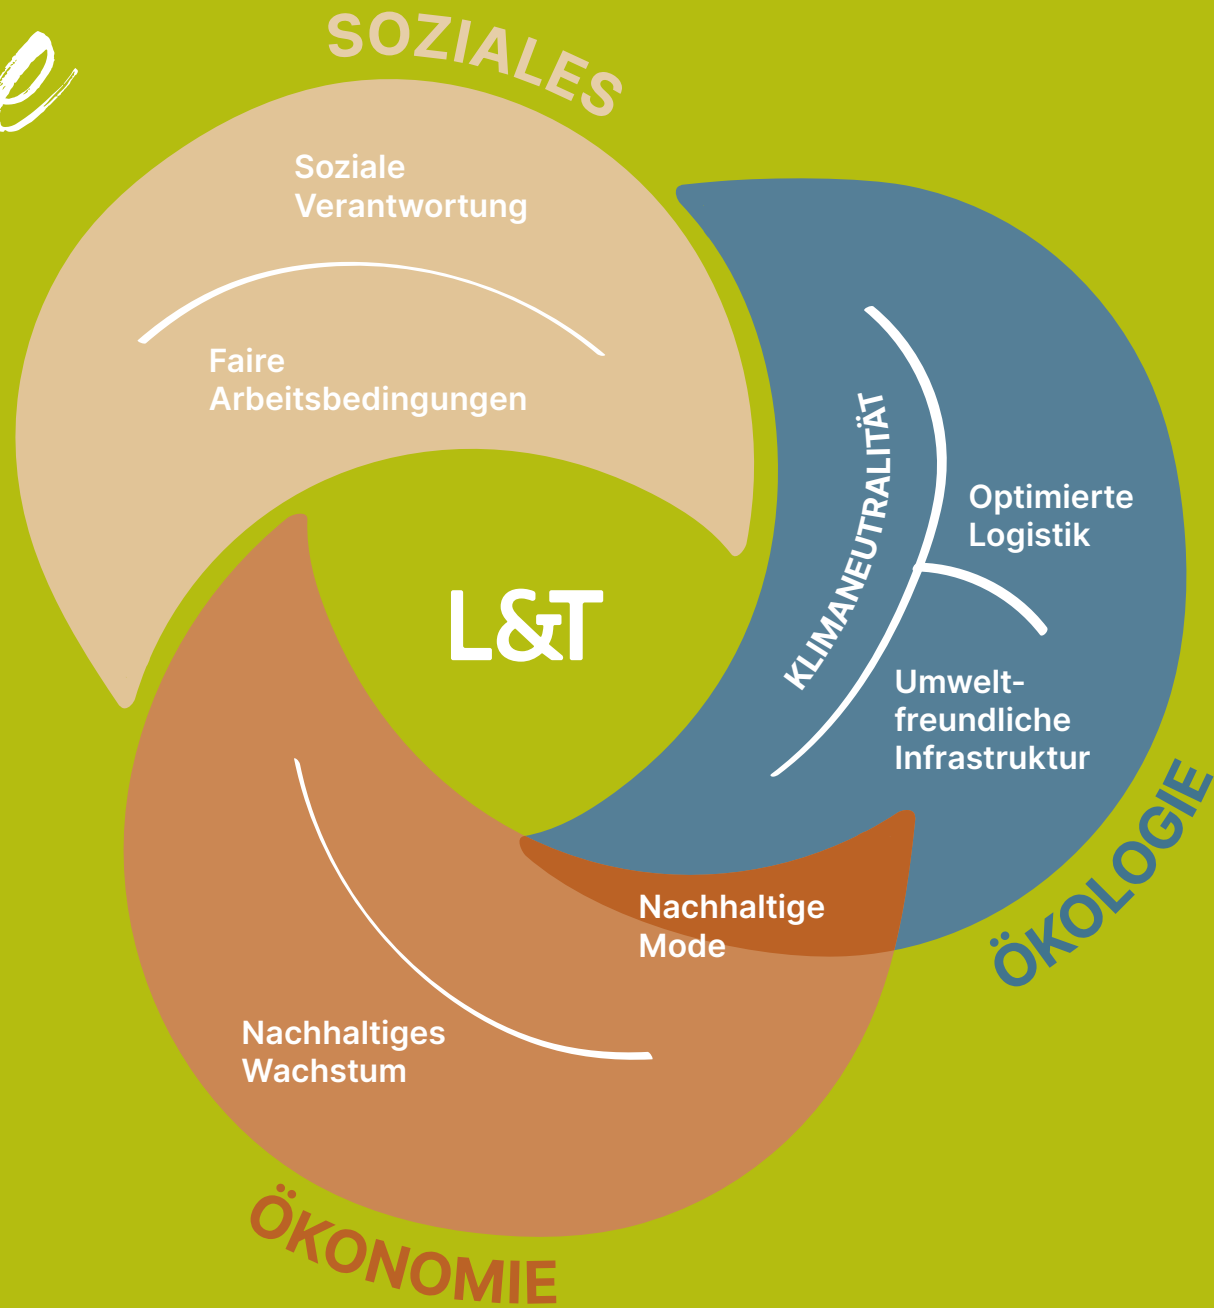 SOZIALES
Soziale
Verantwortung
Faire
Arbeitsbedingungen
KLIMANEUTRALITÄT
Optimierte
Logistik
Umwelt-
freundliche
Infrastruktur
ÖKOLOGIE
L&T
Nachhaltige
Mode
Nachhaltiges
Wachstum
ÖKONOMIE